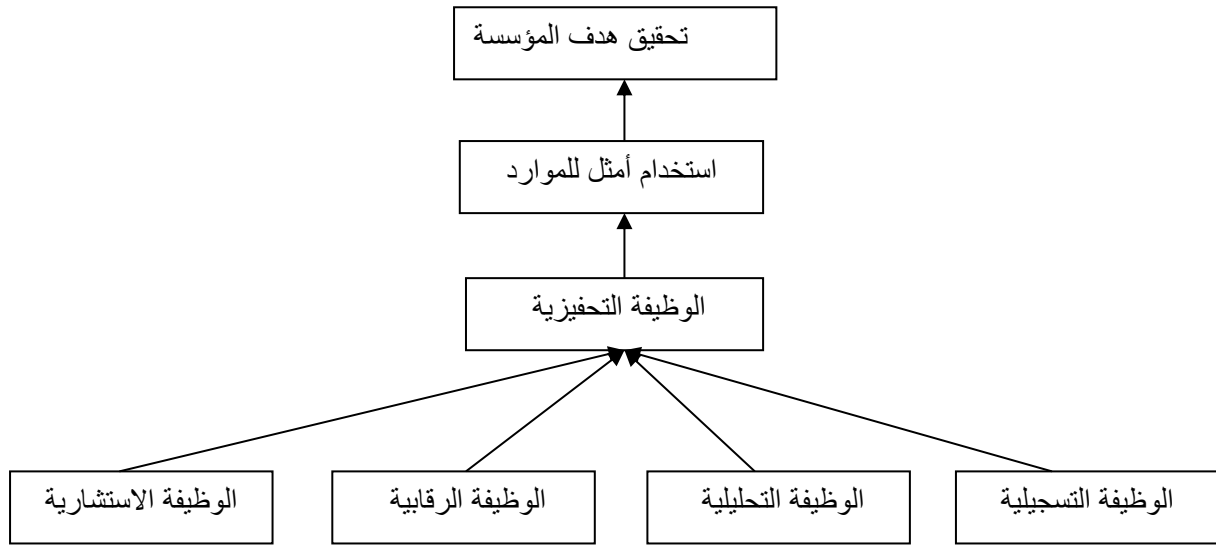 تحقيق هدف المؤسسة
استخدام أمثل للموارد
الوظيفة التحفيزية
الوظيفة التسجيلية
الوظيفة التحليلية
الوظيفة الرقابية
الوظيفة الاستشارية